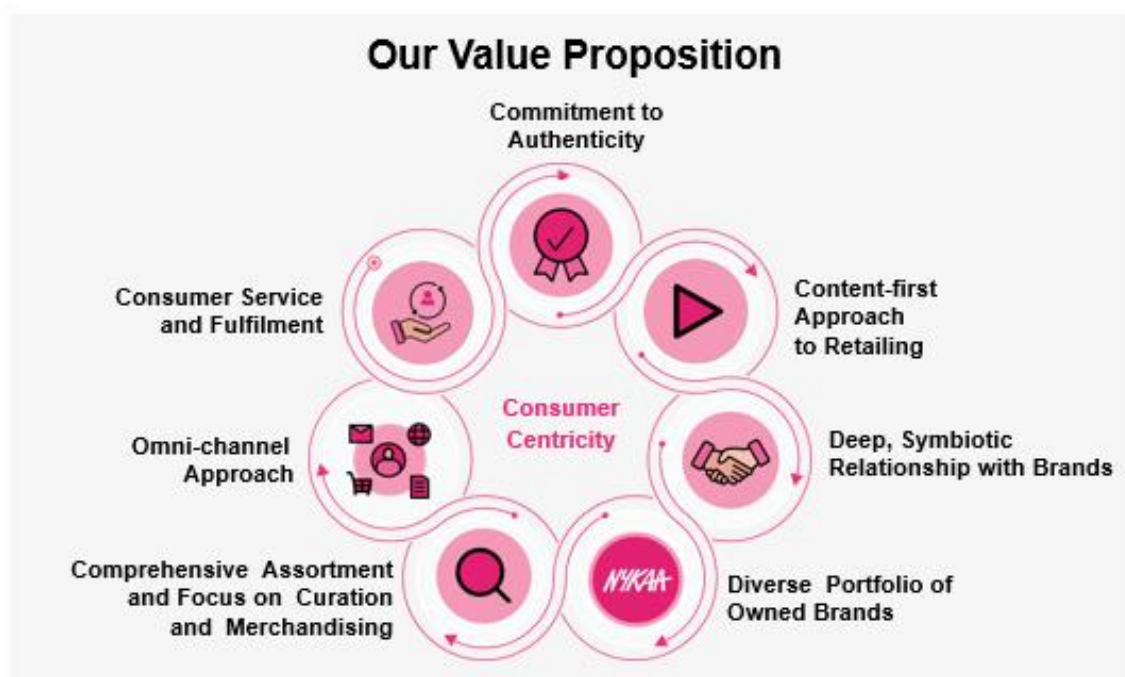 Our Value Proposition
Commitment to
Authenticity
Content-first
Approach
to Retailing
Deep, Symbiotic
Relationship with Brands
Diverse Portfolio of
Owned Brands
NYKAA
Comprehensive Assortment
and Focus on Curation
and Merchandising
Omni-channel
Approach
Consumer Service
and Fulfilment
Consumer
Centricity